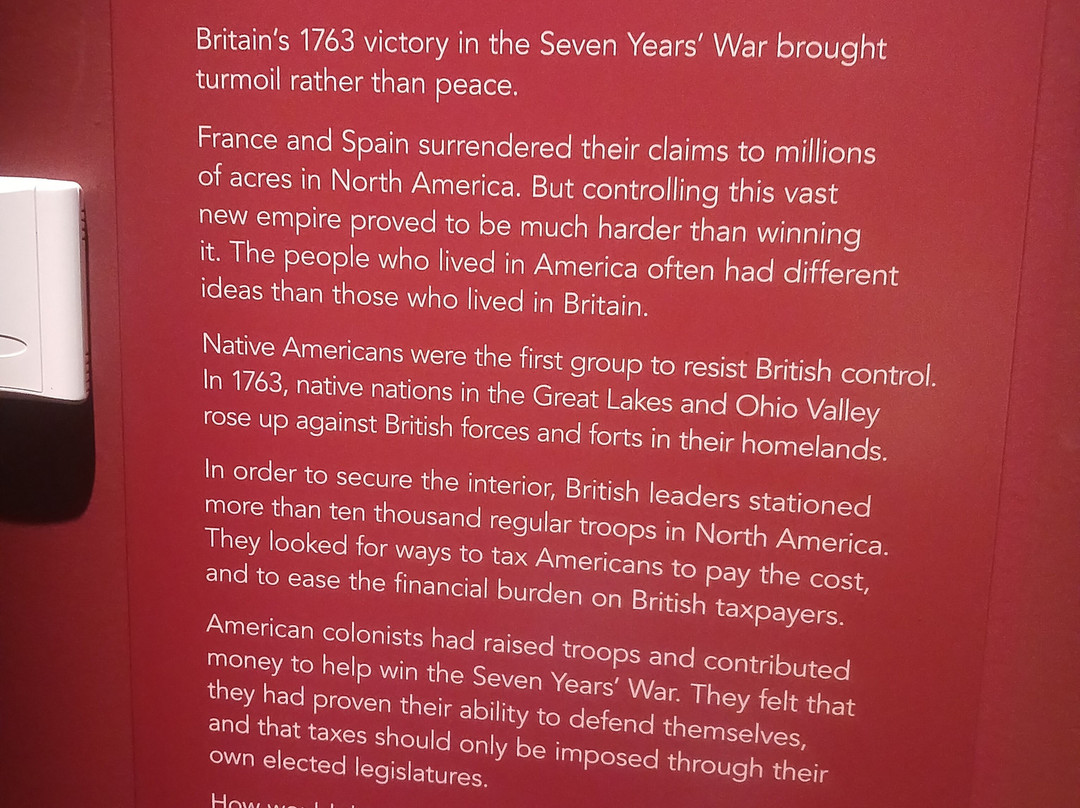 Britain's 1763 victory in the Seven Years' War brought
turmoil rather than peace.
France and Spain surrendered their claims to millions
of acres in North America. But controlling this vast
new empire proved to be much harder than winning
it. The people who lived in America often had different
ideas than those who lived in Britain.
Native Americans were the first group to resist British control.
In 1763, native nations in the Great Lakes and Ohio Valley
rose up against British forces and forts in their homelands.
In order to secure the interior, British leaders stationed
more than ten thousand regular troops in North America.
They looked for ways to tax Americans to pay the cost,
and to ease the financial burden on British taxpayers.
American colonists had raised troops and contributed
money to help win the Seven Years' War. They felt that
they had proven their ability to defend themselves,
and that taxes should only be imposed through their
own elected legislatures.
How